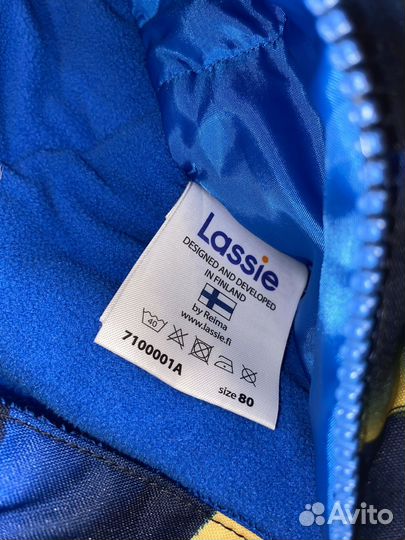 Lassie
DESIGNED AND DEVELOPED
IN FINLAND
by Reima
www.lassie.fi
40
7100001A
size 80
Avito